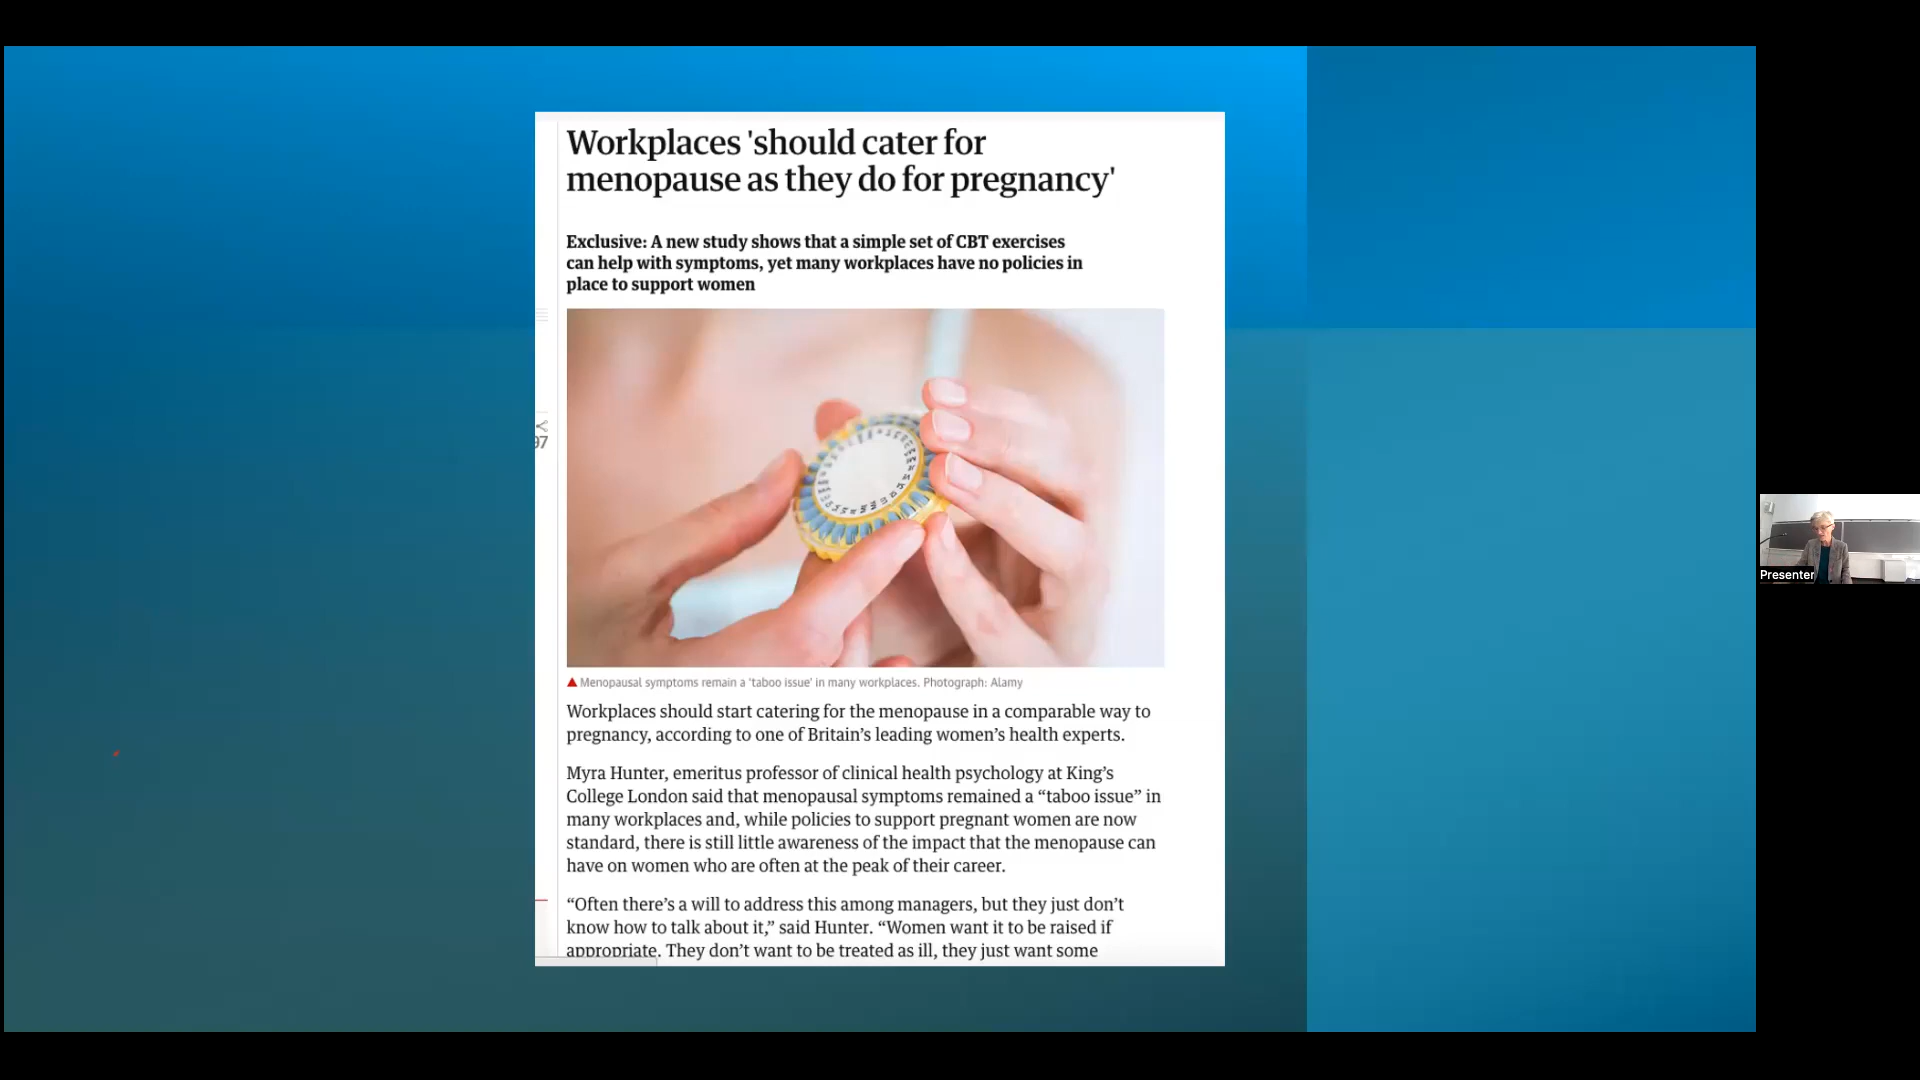 Workplaces 'should cater for
menopause as they do for pregnancy'
Exclusive: A new study shows that a simple set of CBT exercises
can help with symptoms, yet many workplaces have no policies in
place to support women
97
Menopausal symptoms remain a 'taboo issue' in many workplaces. Photograph: Alamy
Workplaces should start catering for the menopause in a comparable way to
pregnancy, according to one of Britain’s leading women’s health experts.
Myra Hunter, emeritus professor of clinical health psychology at King’s
College London said that menopausal symptoms remained a “taboo issue” in
many workplaces and, while policies to support pregnant women are now
standard, there is still little awareness of the impact that the menopause can
have on women who are often at the peak of their career.
“Often there’s a will to address this among managers, but they just don’t
know how to talk about it,” said Hunter. “Women want it to be raised if
appropriate. They don’t want to be treated as ill, they just want some
Presenter